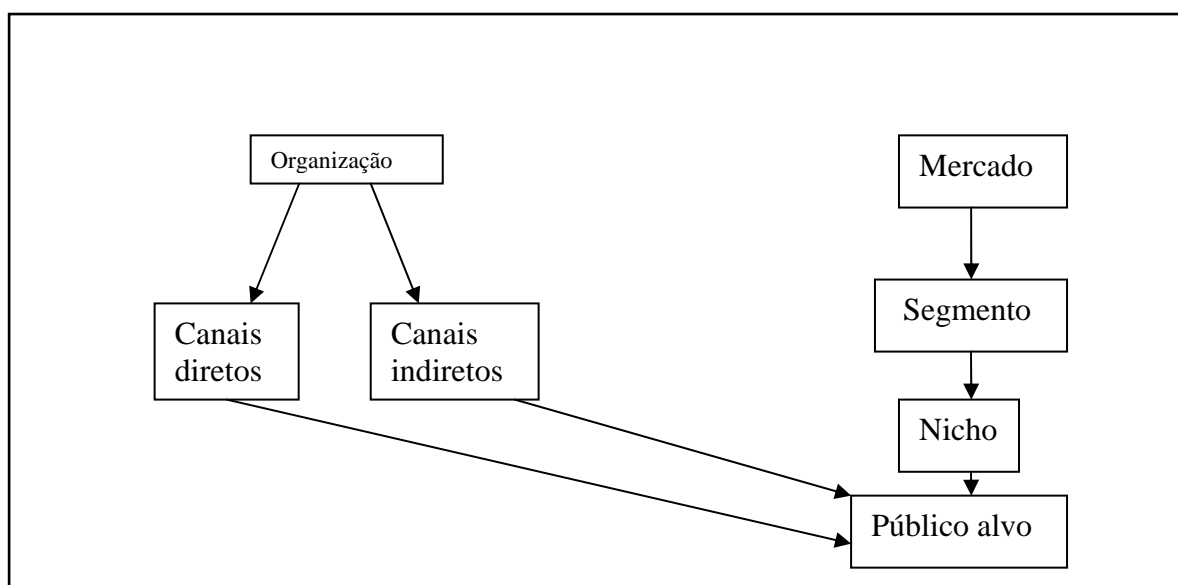 Organização
Mercado
Segmento
Canais
diretos
Canais
indiretos
Nicho
Público alvo